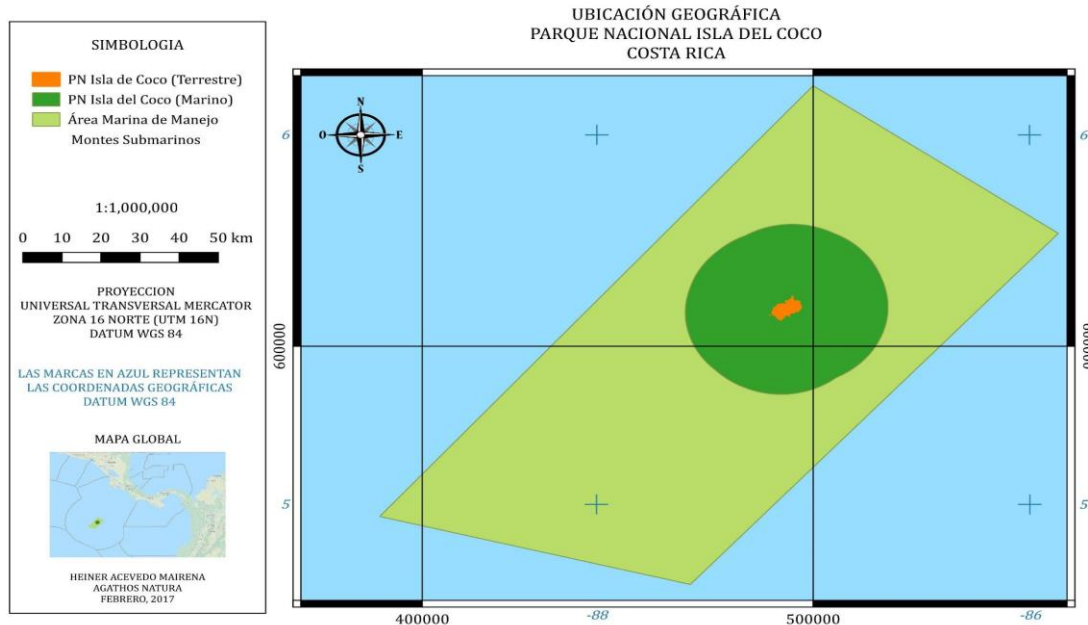 UBICACIÓN GEOGRÁFICA
PARQUE NACIONAL ISLA DEL COCO
COSTA RICA
SIMBOLOGIA
PN Isla de Coco (Terrestre)
PN Isla del Coco (Marino)
Área Marina de Manejo
Montes Submarinos
1:1,000,000
0 10 20 30 40 50 km
PROYECCION
UNIVERSAL TRANSVERSAL MERCATOR
ZONA 16 NORTE (UTM 16N)
DATUM WGS 84
LAS MARCAS EN AZUL REPRESENTAN
LAS COORDENADAS GEOGRÁFICAS
DATUM WGS 84
MAPA GLOBAL
HEINER ACEVEDO MAIRENA
AGATHOS NATURA
FEBRERO, 2017
N
O E
S
6 6
600000 00000
5 5
400000 -88 500000 -86